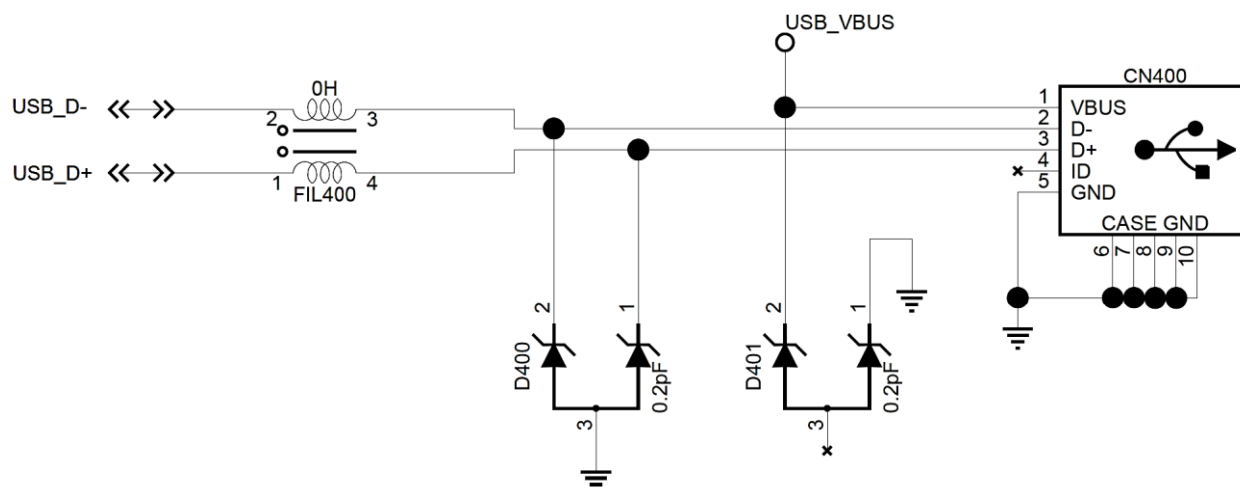 USB_VBUS
CN400
0H
USB_D-
2
3
1
VBUS
2
D-
3
D+
USB_D+
1
4
4
ID
FIL400
5
GND
CASE GND
6
7
8
9
10
2
1
2
1
D400
0.2pF
D401
0.2pF
3
3